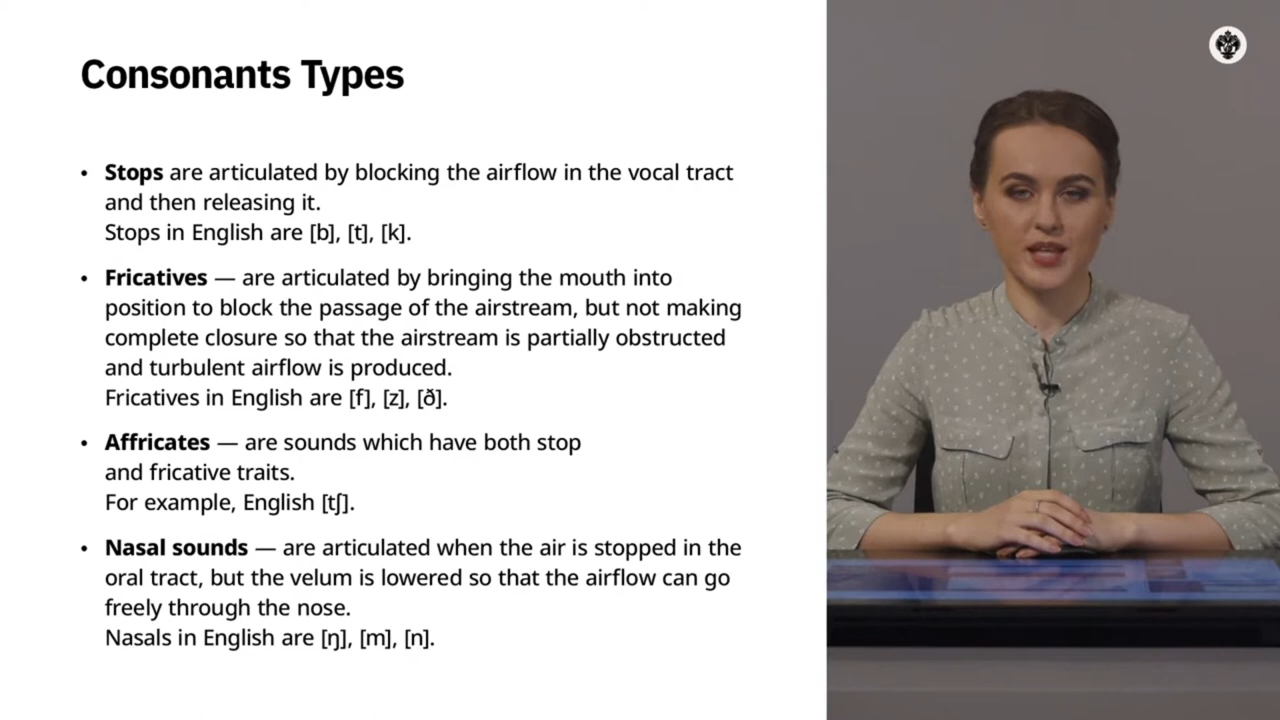 Consonants Types
• Stops are articulated by blocking the airflow in the vocal tract
and then releasing it.
Stops in English are [b], [t], [k].
• Fricatives — are articulated by bringing the mouth into
position to block the passage of the airstream, but not making
complete closure so that the airstream is partially obstructed
and turbulent airflow is produced.
Fricatives in English are [f], [z], [ð].
• Affricates — are sounds which have both stop
and fricative traits.
For example, English [tʃ].
• Nasal sounds — are articulated when the air is stopped in the
oral tract, but the velum is lowered so that the airflow can go
freely through the nose.
Nasals in English are [ŋ], [m], [n].